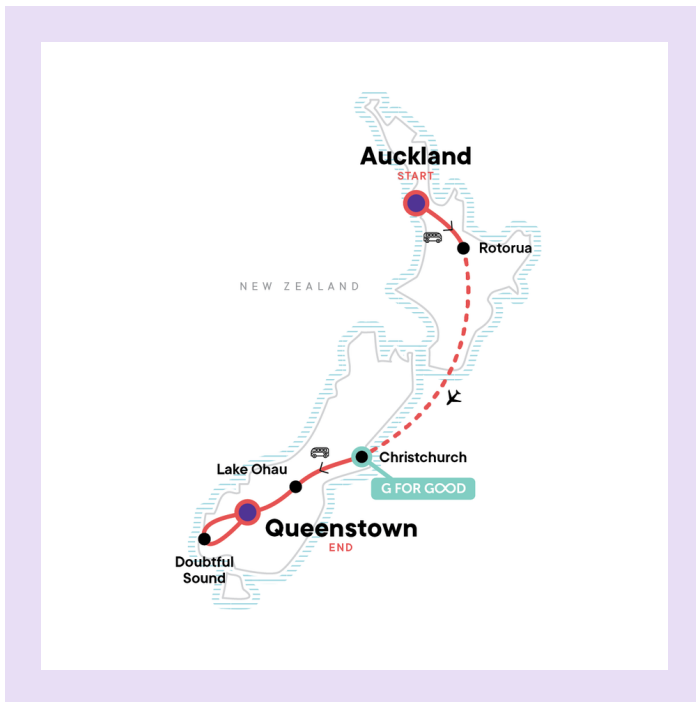 Auckland
START
Rotorua
NEW ZEALAND
Christchurch
Lake Ohau
G FOR GOOD
Queenstown
END
Doubtful
Sound